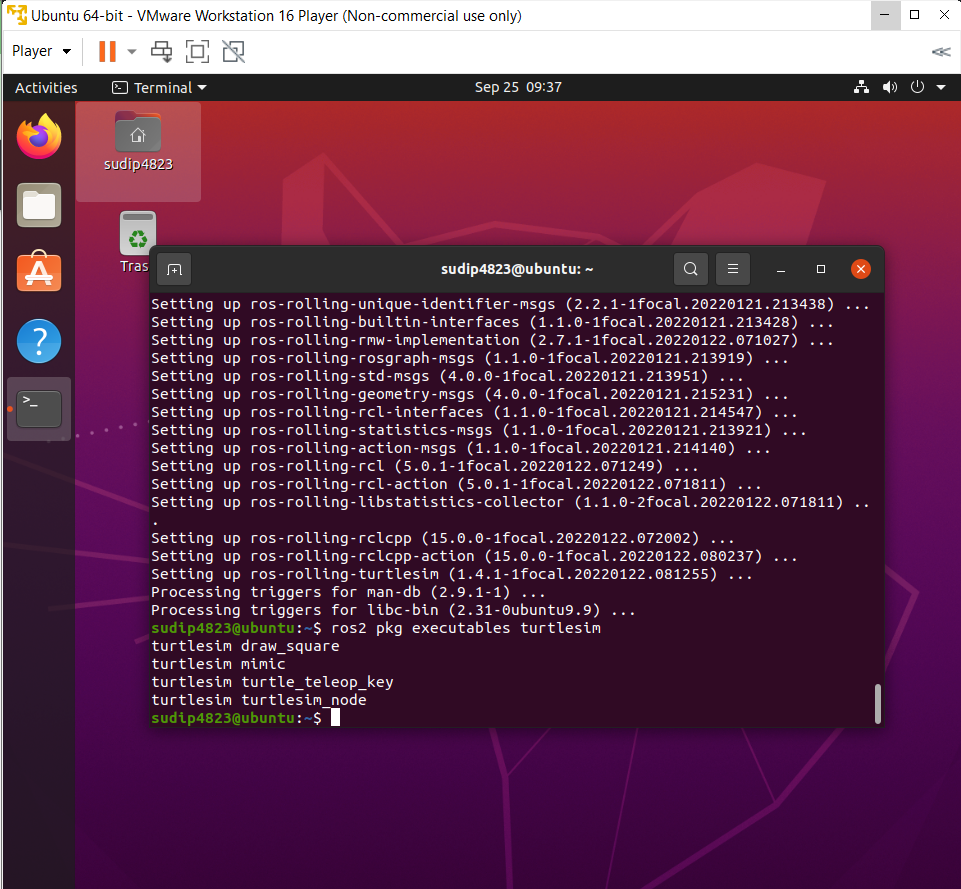 Ubuntu 64-bit - VMware Workstation 16 Player (Non-commercial use only)
Player
Activities
Terminal
Sep 25 09:37
sudip4823
Tras
sudip4823@ubuntu: ~
Setting up ros-rolling-unique-identifier-msgs (2.2.1-1focal.20220121.213438) ...
Setting up ros-rolling-builtin-interfaces (1.1.0-1focal.20220121.213428) ...
Setting up ros-rolling-rmw-implementation (2.7.1-1focal.20220122.071027) ...
Setting up ros-rolling-rosgraph-msgs (1.1.0-1focal.20220121.213919) ...
Setting up ros-rolling-std-msgs (4.0.0-1focal.20220121.213951) ...
Setting up ros-rolling-geometry-msgs (4.0.0-1focal.20220121.215231) ...
Setting up ros-rolling-rcl-interfaces (1.1.0-1focal.20220121.214547) ...
Setting up ros-rolling-statistics-msgs (1.1.0-1focal.20220121.213921) ...
Setting up ros-rolling-action-msgs (1.1.0-1focal.20220121.214140) ...
Setting up ros-rolling-rcl (5.0.1-1focal.20220122.071249) ...
Setting up ros-rolling-rcl-action (5.0.1-1focal.20220122.071811) ...
Setting up ros-rolling-libstatistics-collector (1.1.0-2focal.20220122.071811) ..
.
Setting up ros-rolling-rclcpp (15.0.0-1focal.20220122.072002) ...
Setting up ros-rolling-rclcpp-action (15.0.0-1focal.20220122.080237) ...
Setting up ros-rolling-turtlesim (1.4.1-1focal.20220122.081255) ...
Processing triggers for man-db (2.9.1-1) ...
Processing triggers for libc-bin (2.31-0ubuntu9.9) ...
sudip4823@ubuntu:~$ ros2 pkg executables turtlesim
turtlesim draw_square
turtlesim mimic
turtlesim turtle_teleop_key
turtlesim turtlesim_node
sudip4823@ubuntu:~$